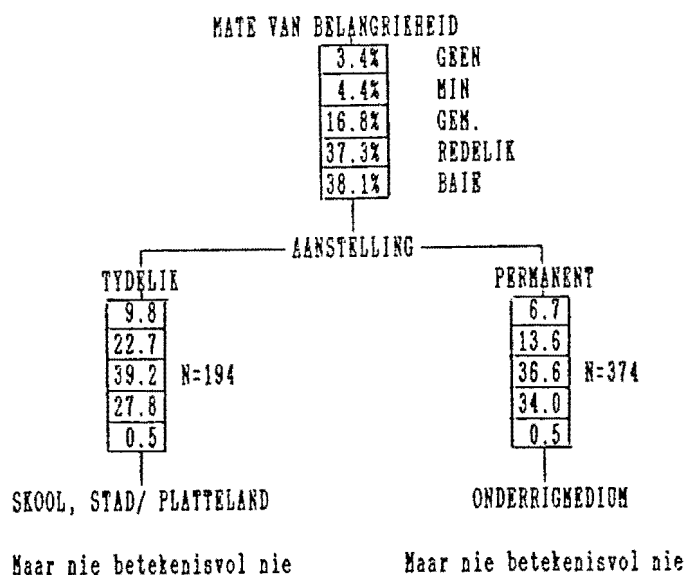 MATE VAN BELANGRIKHEID
3.4% GEEN
4.4% MIN
16.8% GEM.
37.3% REDELIK
38.1% BAIE
AANSTELLING
TYDELIK PERMANENT
9.8 6.7
22.7 13.6
39.2 N=194 36.6 N=374
27.8 34.0
0.5 0.5
SKOOL, STAD/ PLATTELAND ONDERRIGMEDIUM
Maar nie betekenisvol nie Maar nie betekenisvol nie